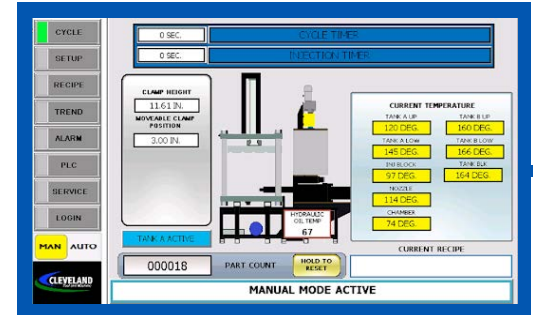 CYCLE
SETUP
RECIPE
TREND
ALARM
PLC
SERVICE
LOGIN
MAN AUTO
CLEVELAND
0 SEC. CYCLE TIMER
0 SEC. INJECTION TIMER
CLAMP HEIGHT
11.61 IN.
MOVEABLE CLAMP
POSITION
3.00 IN.
TANK A ACTIVE
HYDRAULIC
OIL TEMP
67
CURRENT TEMPERATURE
TANK A UP TANK B UP
120 DEG. 160 DEG.
TANK A LOW TANK B LOW
145 DEG. 166 DEG.
INJ BLOCK TANK BLK
97 DEG. 164 DEG.
NOZZLE
114 DEG.
CHAMBER
74 DEG.
CURRENT RECIPE
000018 PART COUNT HOLD TO
RESET
MANUAL MODE ACTIVE